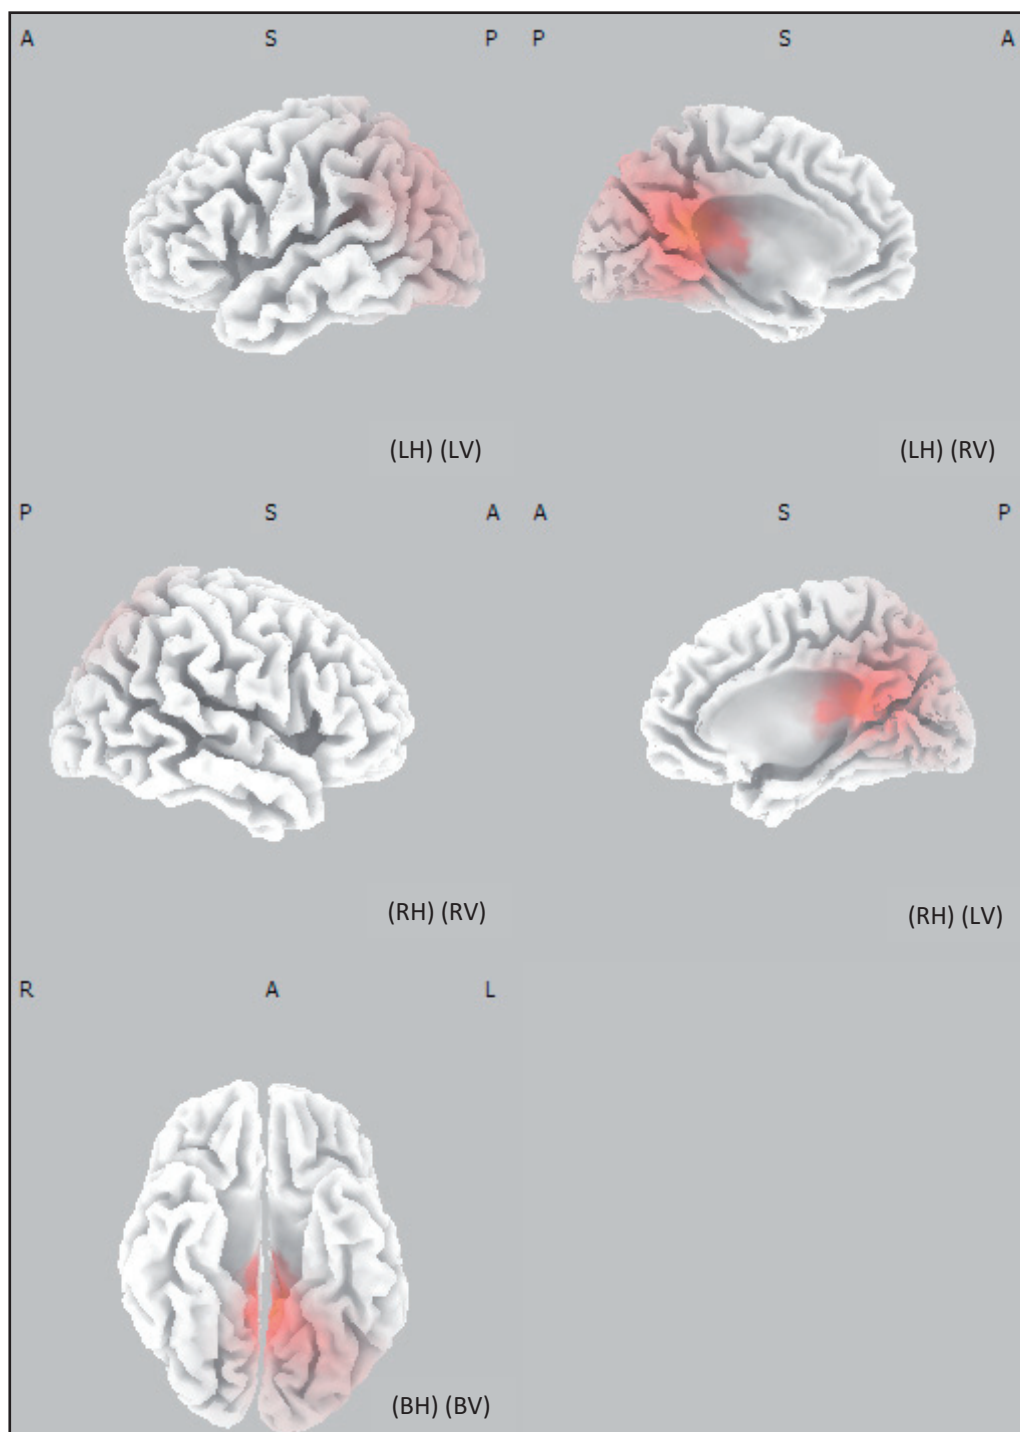 A S P
P S A
(LH) (LV)
(LH) (RV)
P S A
A S P
(RH) (RV)
(RH) (LV)
R A L
(BH) (BV)